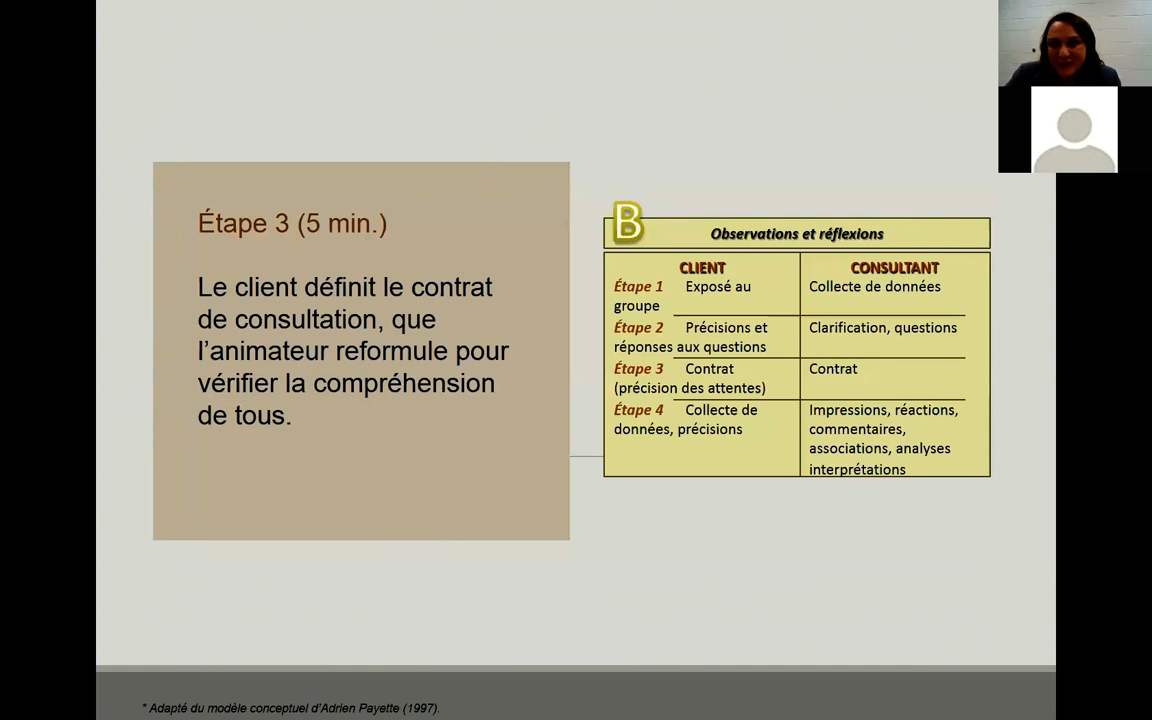 Étape 3 (5 min.)
Le client définit le contrat
de consultation, que
l’animateur reformule pour
vérifier la compréhension
de tous.
B
Observations et réflexions
CLIENT
CONSULTANT
Étape 1 Exposé au
groupe
Collecte de données
Étape 2 Précisions et
réponses aux questions
Clarification, questions
Étape 3 Contrat
(précision des attentes)
Contrat
Étape 4 Collecte de
données, précisions
Impressions, réactions,
commentaires,
associations, analyses
interprétations
* Adapté du modèle conceptuel d’Adrien Payette (1997).